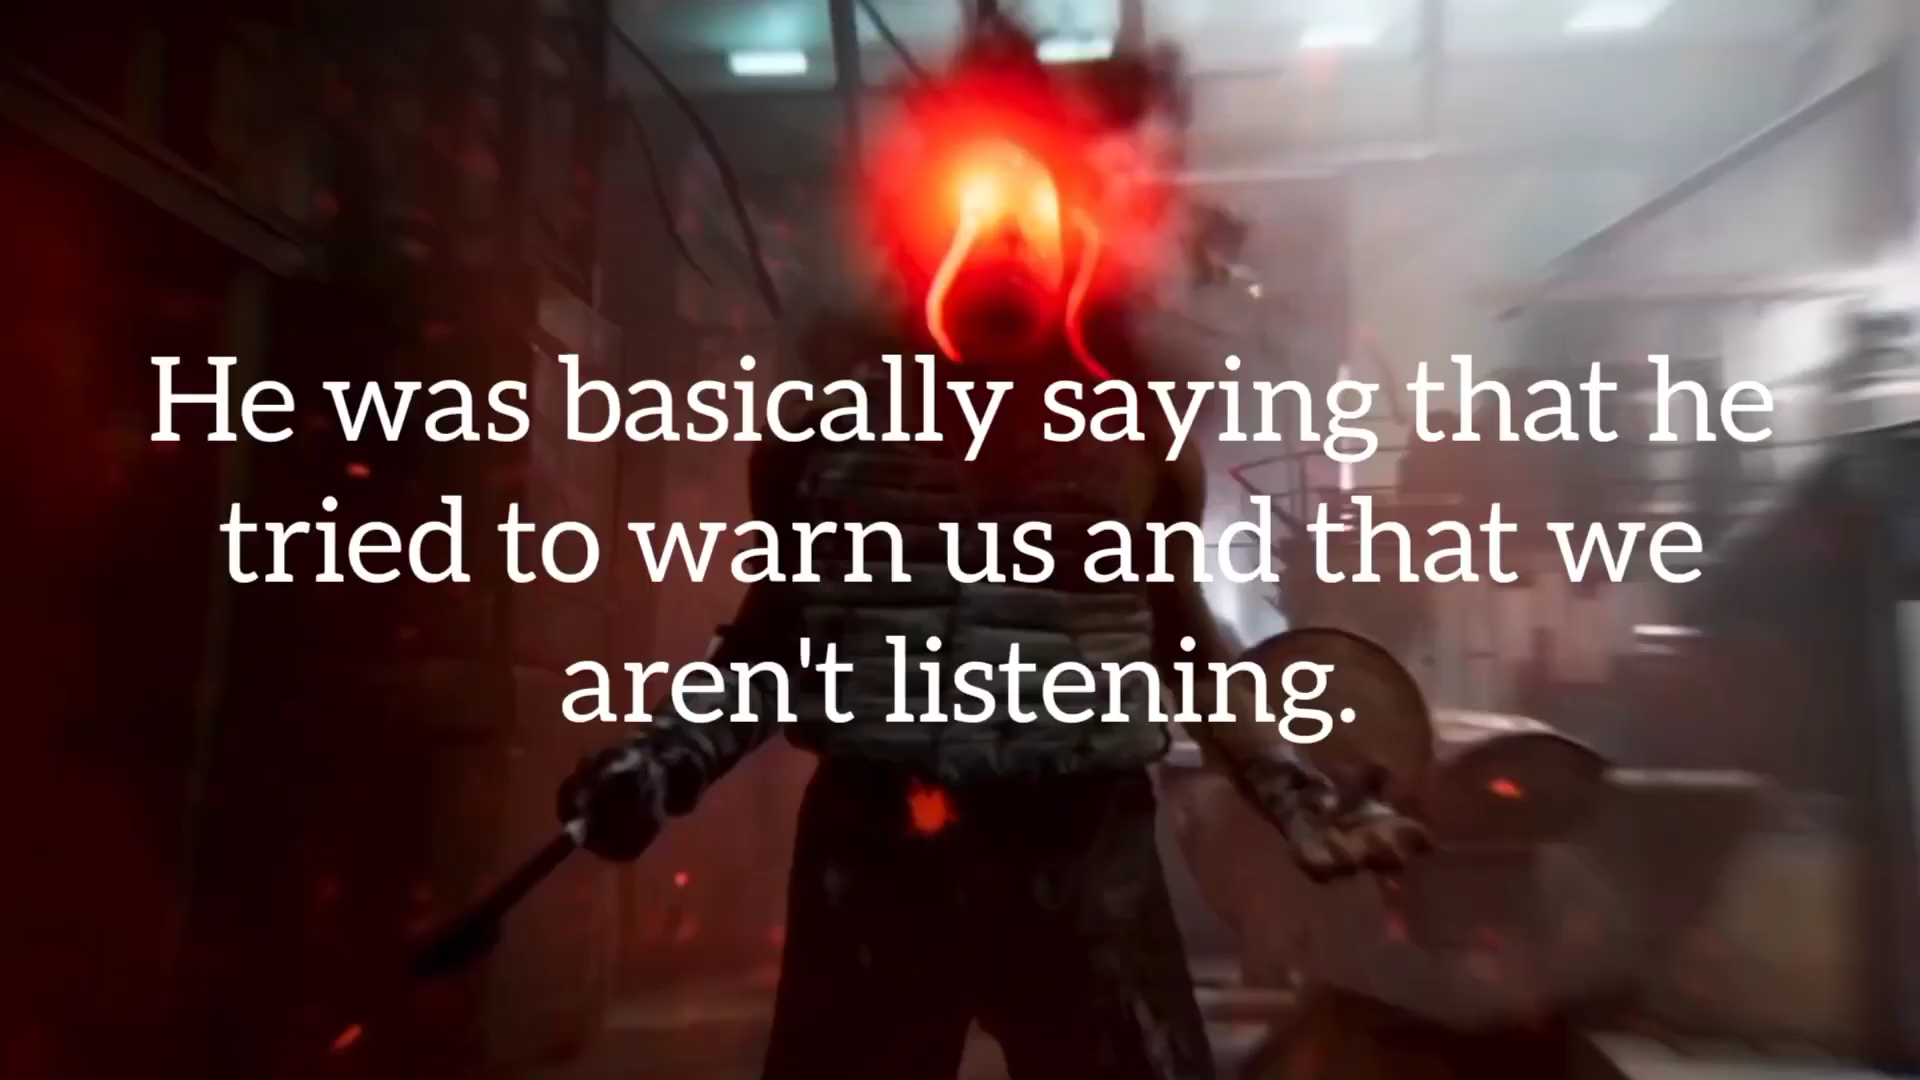 He was basically saying that he
tried to warn us and that we
aren't listening.